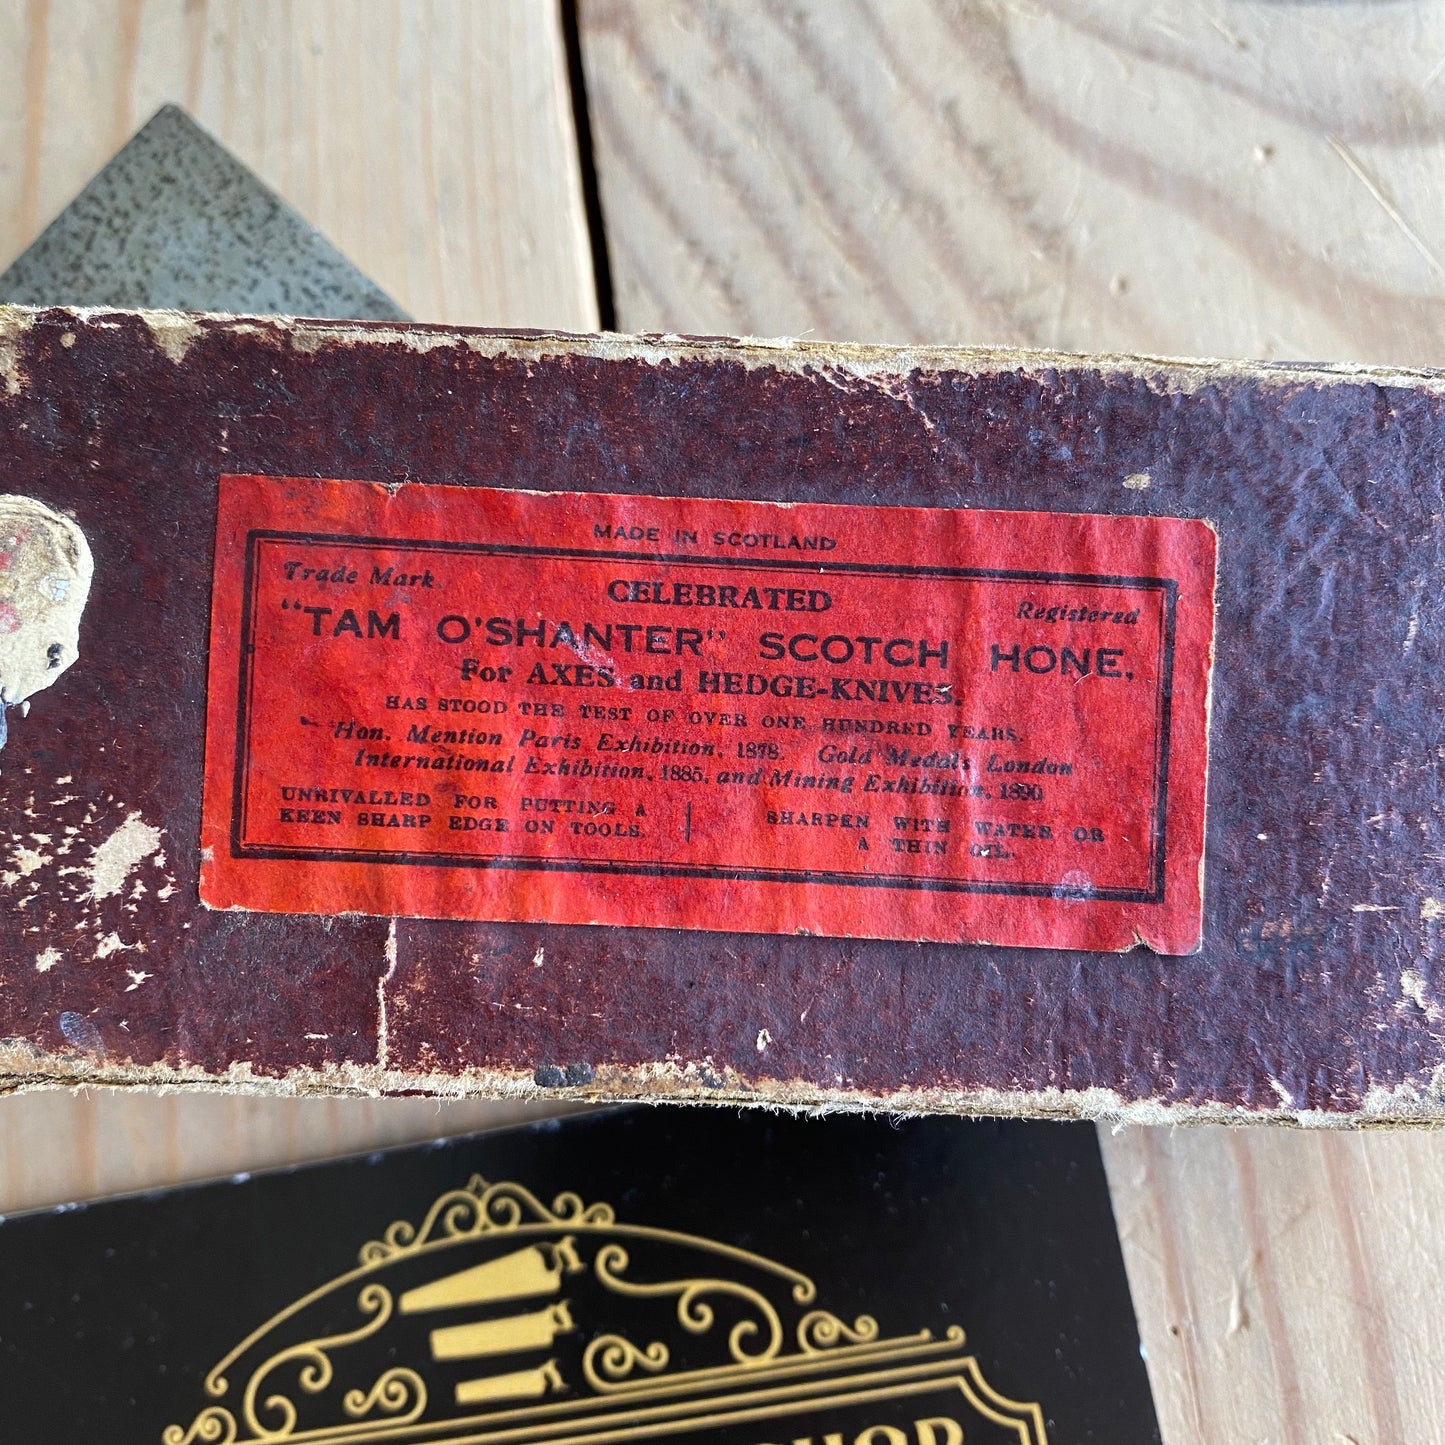 MADE IN SCOTLAND
Trade Mark.
CELEBRATED
Registered
"TAM O'SHANTER" SCOTCH HONE,
For AXES and HEDGE-KNIVES.
HAS STOOD THE TEST OF OVER ONE HUNDRED YEARS.
Hon. Mention Paris Exhibition, 1878. Gold Medals London
International Exhibition, 1885, and Mining Exhibition, 1890
UNRIVALLED FOR PUTTING A
KEEN SHARP EDGE ON TOOLS.
SHARPEN WITH WATER OR
A THIN OIL.